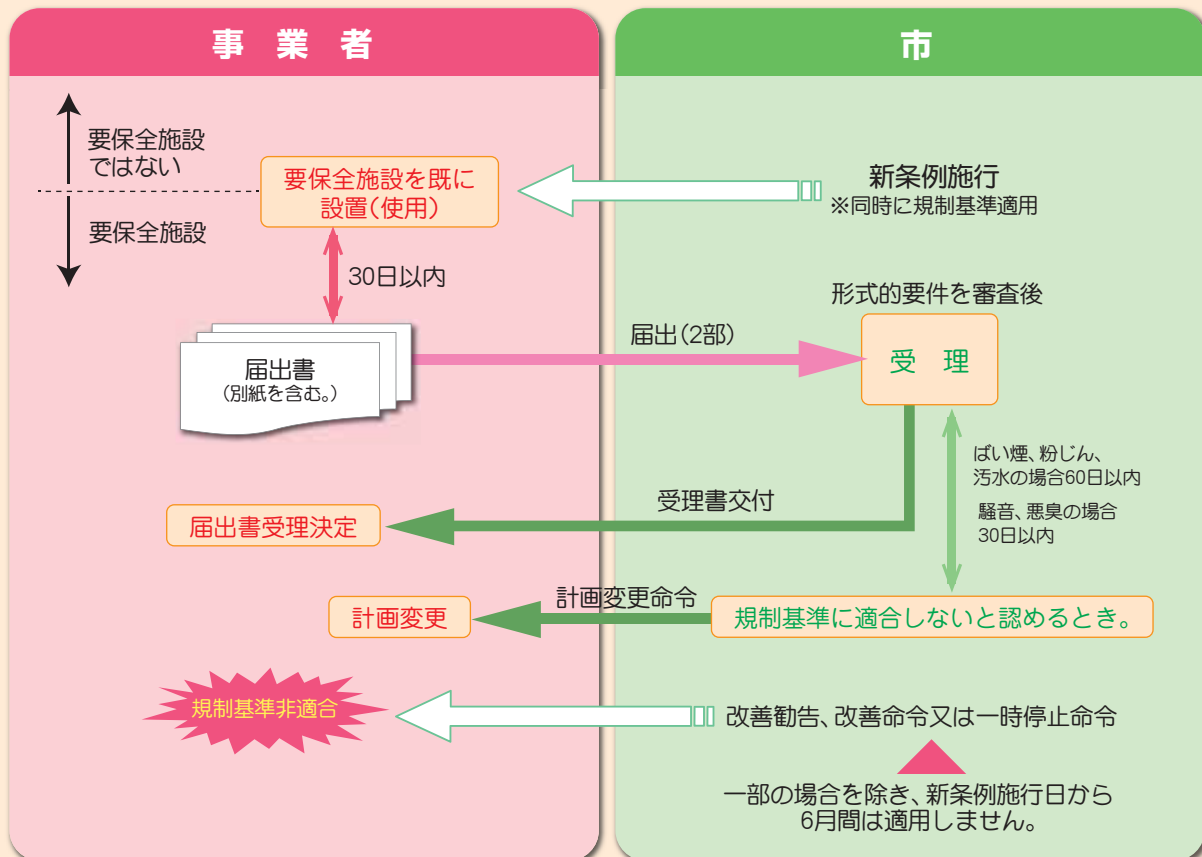 事業者
市
要保全施設
ではない
要保全施設
要保全施設を既に
設置(使用)
新条例施行
※同時に規制基準適用
30日以内
形式的要件を審査後
届出書
(別紙を含む。)
届出(2部)
受理
ばい煙、粉じん、
汚水の場合60日以内
騒音、悪臭の場合
30日以内
受理書交付
届出書受理決定
計画変更命令
計画変更
規制基準に適合しないと認めるとき。
規制基準非適合
改善勧告、改善命令又は一時停止命令
一部の場合を除き、新条例施行日から
6月間は適用しません。